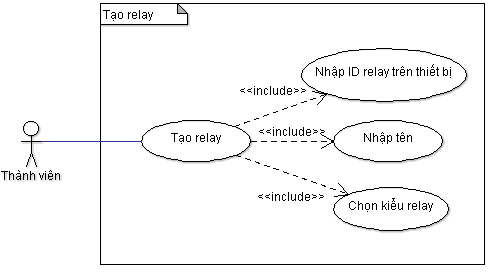 Tạo relay
Nhập ID relay trên thiết bị
<<include>>
Tạo relay
<<include>>
Nhập tên
Thành viên
<<include>>
Chọn kiểu relay